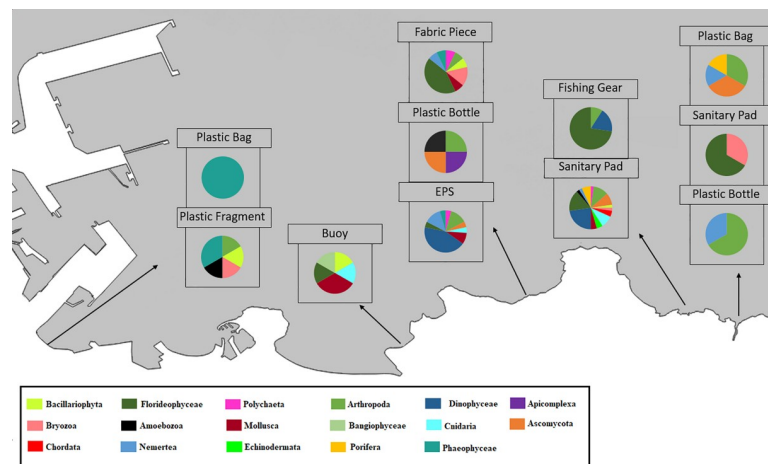 Fabric Piece
Plastic Bag
Fishing Gear
Plastic Bottle
Sanitary Pad
Plastic Bag
Sanitary Pad
EPS
Plastic Fragment
Plastic Bottle
Buoy
Bacillariophyta Florideophyceae Polychaeta Arthropoda Dinophyceae Apicomplexa
Bryozoa Amoebozoa Mollusca Bangiophyceae Cnidaria Ascomycota
Chordata Nemertea Echinodermata Porifera Phaeophyceae